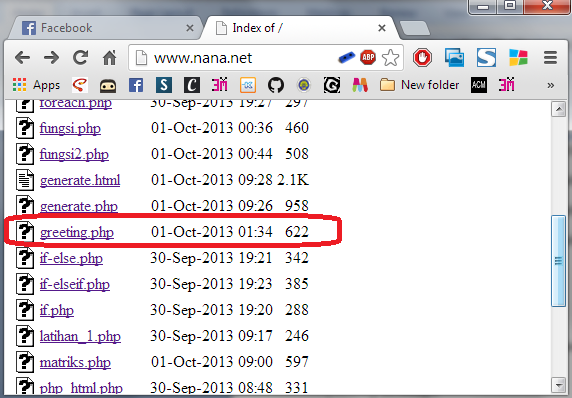 Facebook
Index of /
www.nana.net
ABP
Apps
S
C
ƎM
New folder
ACM
ƎM
»
foreach.php 30-Sep-2013 19:27 297
fungsi.php 01-Oct-2013 00:36 460
fungsi2.php 01-Oct-2013 00:44 508
generate.html 01-Oct-2013 09:28 2.1K
generate.php 01-Oct-2013 09:26 958
greeting.php 01-Oct-2013 01:34 622
if-else.php 30-Sep-2013 19:21 342
if-elseif.php 30-Sep-2013 19:23 385
if.php 30-Sep-2013 19:20 288
latihan_1.php 30-Sep-2013 09:17 246
matriks.php 01-Oct-2013 09:00 597
php_html.php 30-Sep-2013 08:48 331